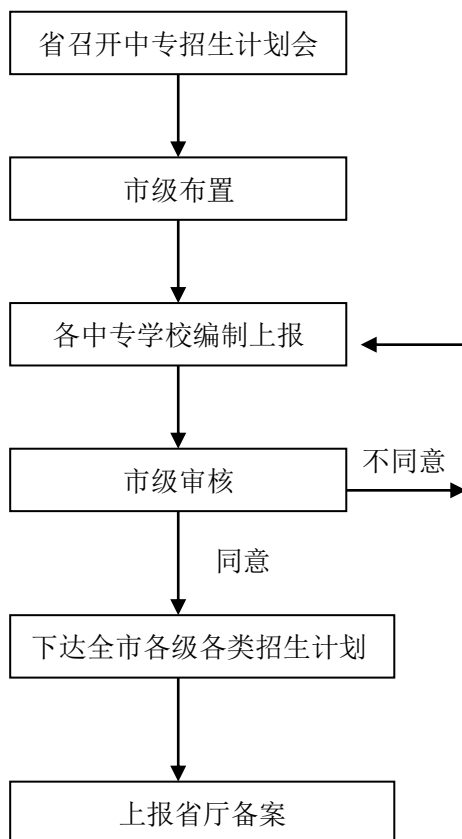 省召开中专招生计划会
市级布置
各中专学校编制上报
市级审核
不同意
同意
下达全市各级各类招生计划
上报省厅备案